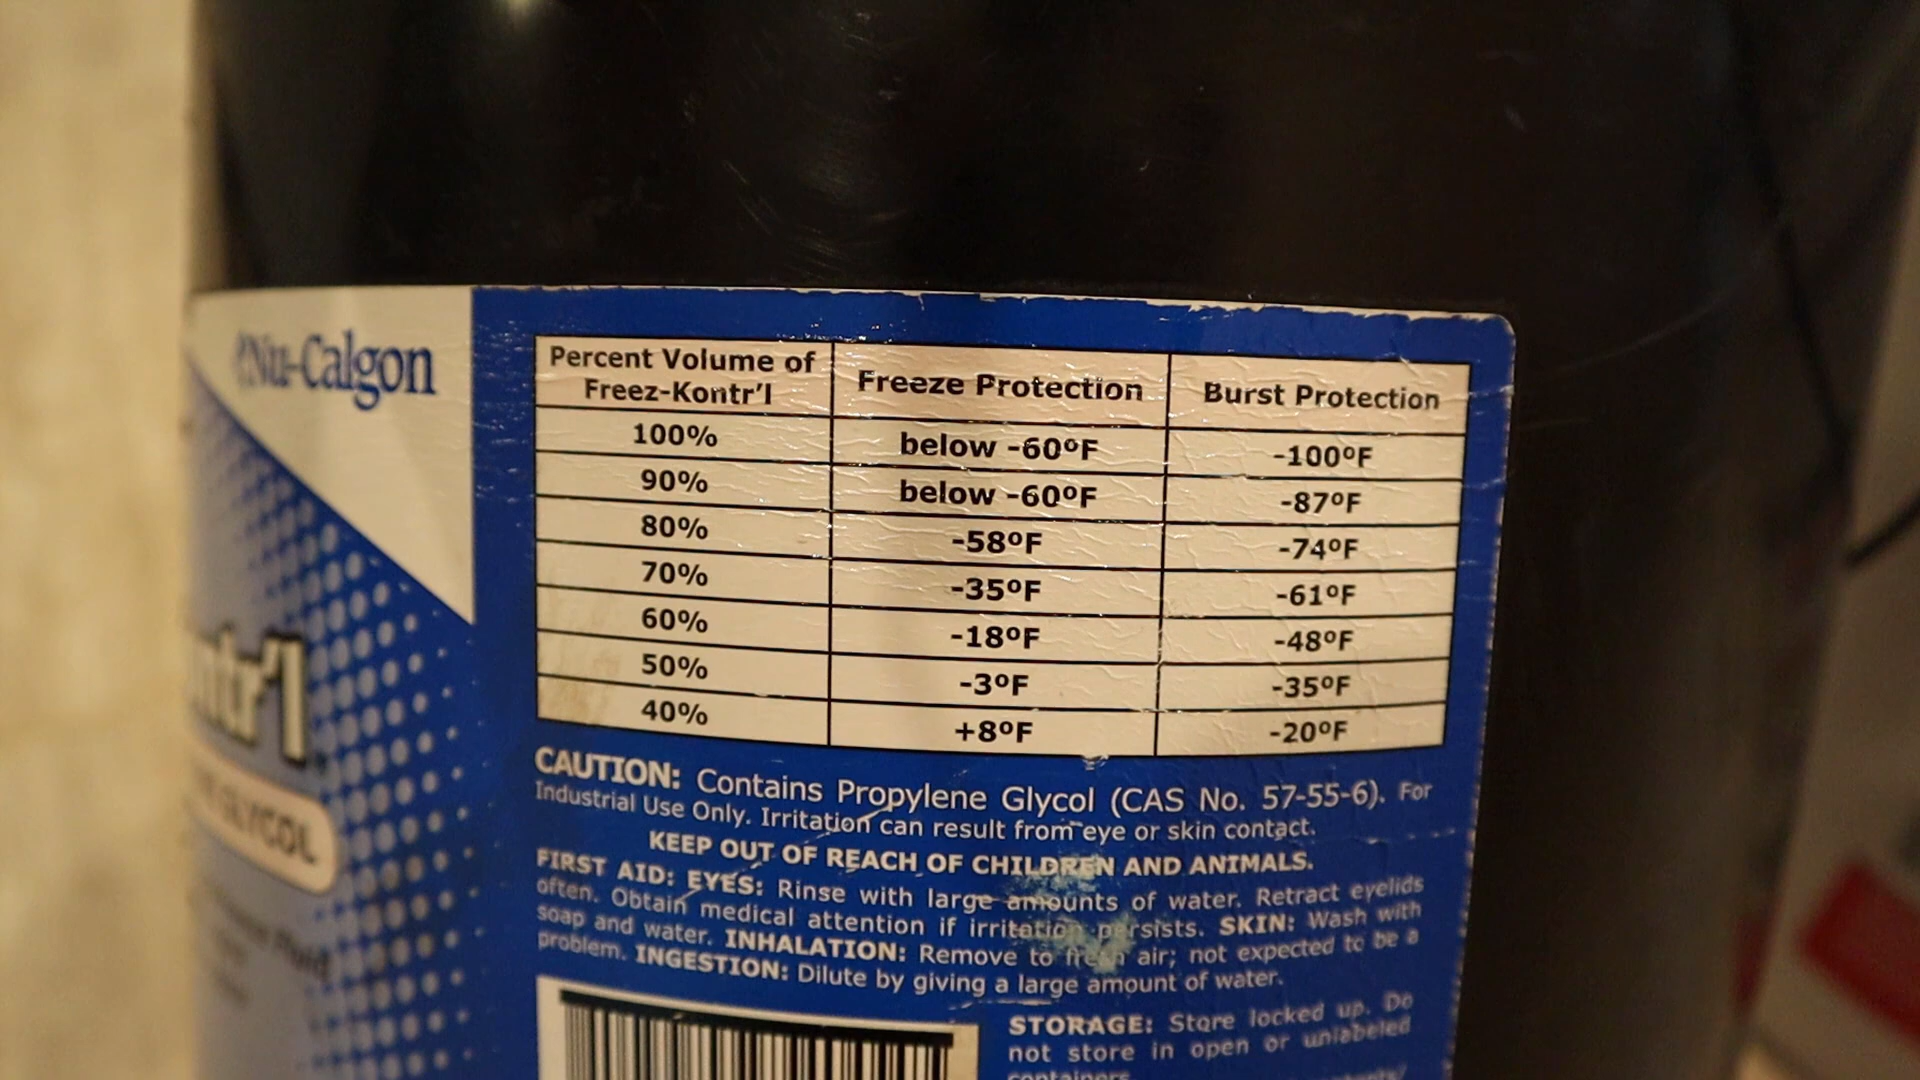 Nu-Calgon
Percent Volume of
Freez-Kontr'l
Freeze Protection
Burst Protection
100%
below -60ºF
-100ºF
90%
below -60ºF
-87ºF
80%
-58ºF
-74ºF
70%
-35ºF
-61ºF
60%
-18ºF
-48ºF
50%
-3ºF
-35ºF
40%
+8ºF
-20ºF
ntr'l
GLYCOL
Fluid
CAUTION: Contains Propylene Glycol (CAS No. 57-55-6). For
Industrial Use Only. Irritation can result from eye or skin contact.
KEEP OUT OF REACH OF CHILDREN AND ANIMALS.
FIRST AID: EYES: Rinse with large amounts of water. Retract eyelids
often. Obtain medical attention if irritation persists. SKIN: Wash with
soap and water. INHALATION: Remove to fresh air; not expected to be a
problem. INGESTION: Dilute by giving a large amount of water.
STORAGE: Store locked up. Do
not store in open or unlabeled
containers